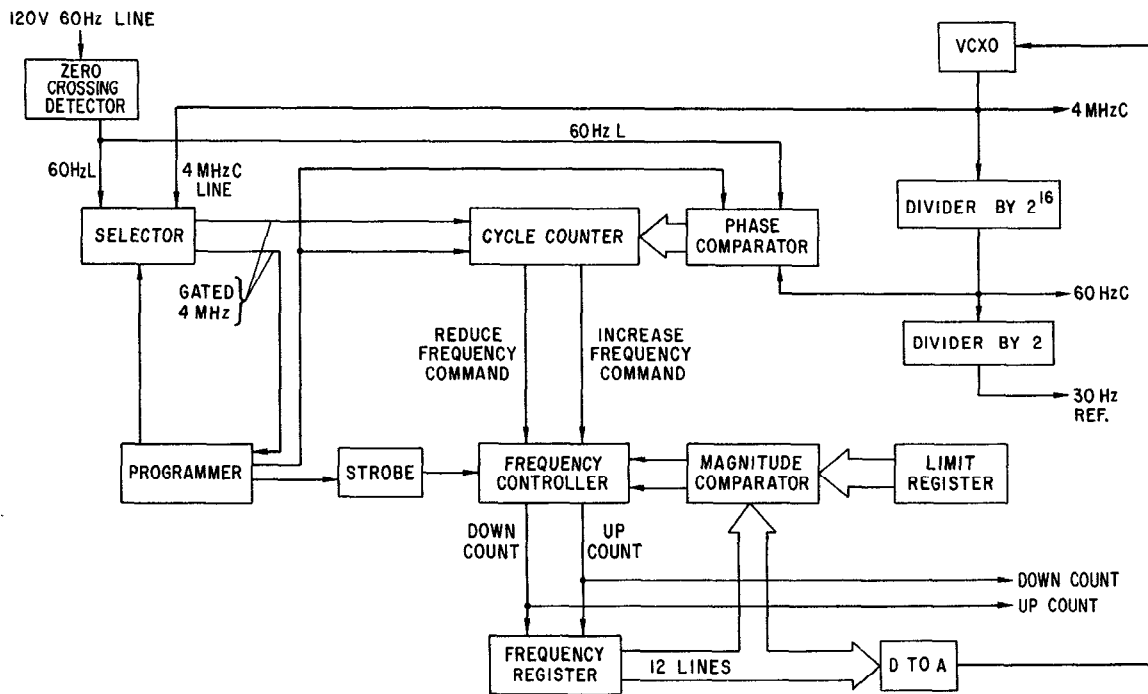 120V 60Hz LINE
ZERO
CROSSING
DETECTOR
VCXO
4 MHzC
60Hz L
60HzL
4 MHzC
LINE
DIVIDER BY 2^16
SELECTOR
CYCLE COUNTER
PHASE
COMPARATOR
GATED
4 MHz
60 HzC
REDUCE
FREQUENCY
COMMAND
INCREASE
FREQUENCY
COMMAND
DIVIDER BY 2
30 Hz
REF.
PROGRAMMER
STROBE
FREQUENCY
CONTROLLER
MAGNITUDE
COMPARATOR
LIMIT
REGISTER
DOWN
COUNT
UP
COUNT
DOWN COUNT
UP COUNT
FREQUENCY
REGISTER
12 LINES
D TO A